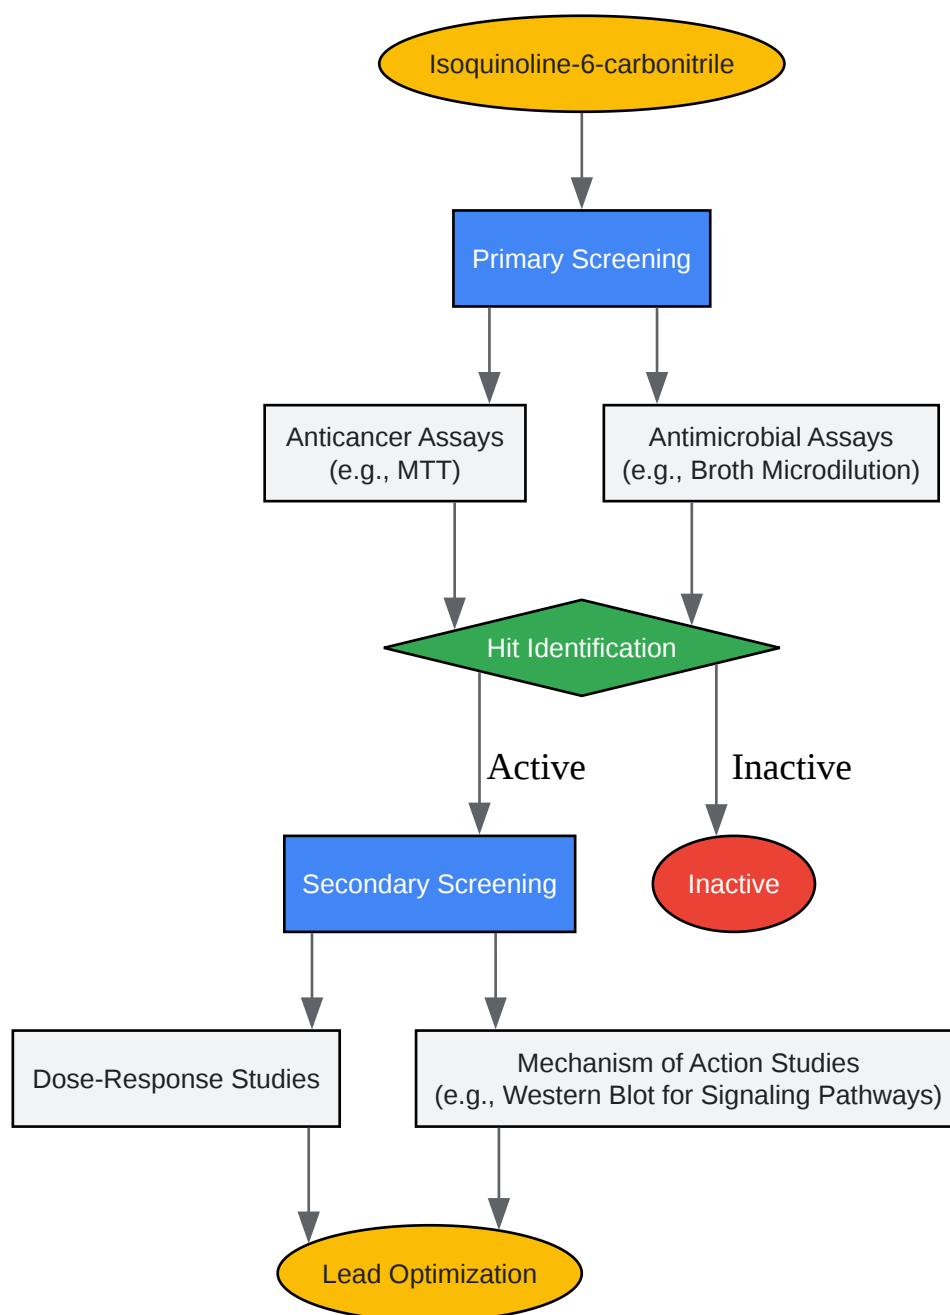 Isoquinoline-6-carbonitrile
Primary Screening
Anticancer Assays
(e.g., MTT)
Antimicrobial Assays
(e.g., Broth Microdilution)
Hit Identification
Active
Inactive
Secondary Screening
Inactive
Dose-Response Studies
Mechanism of Action Studies
(e.g., Western Blot for Signaling Pathways)
Lead Optimization